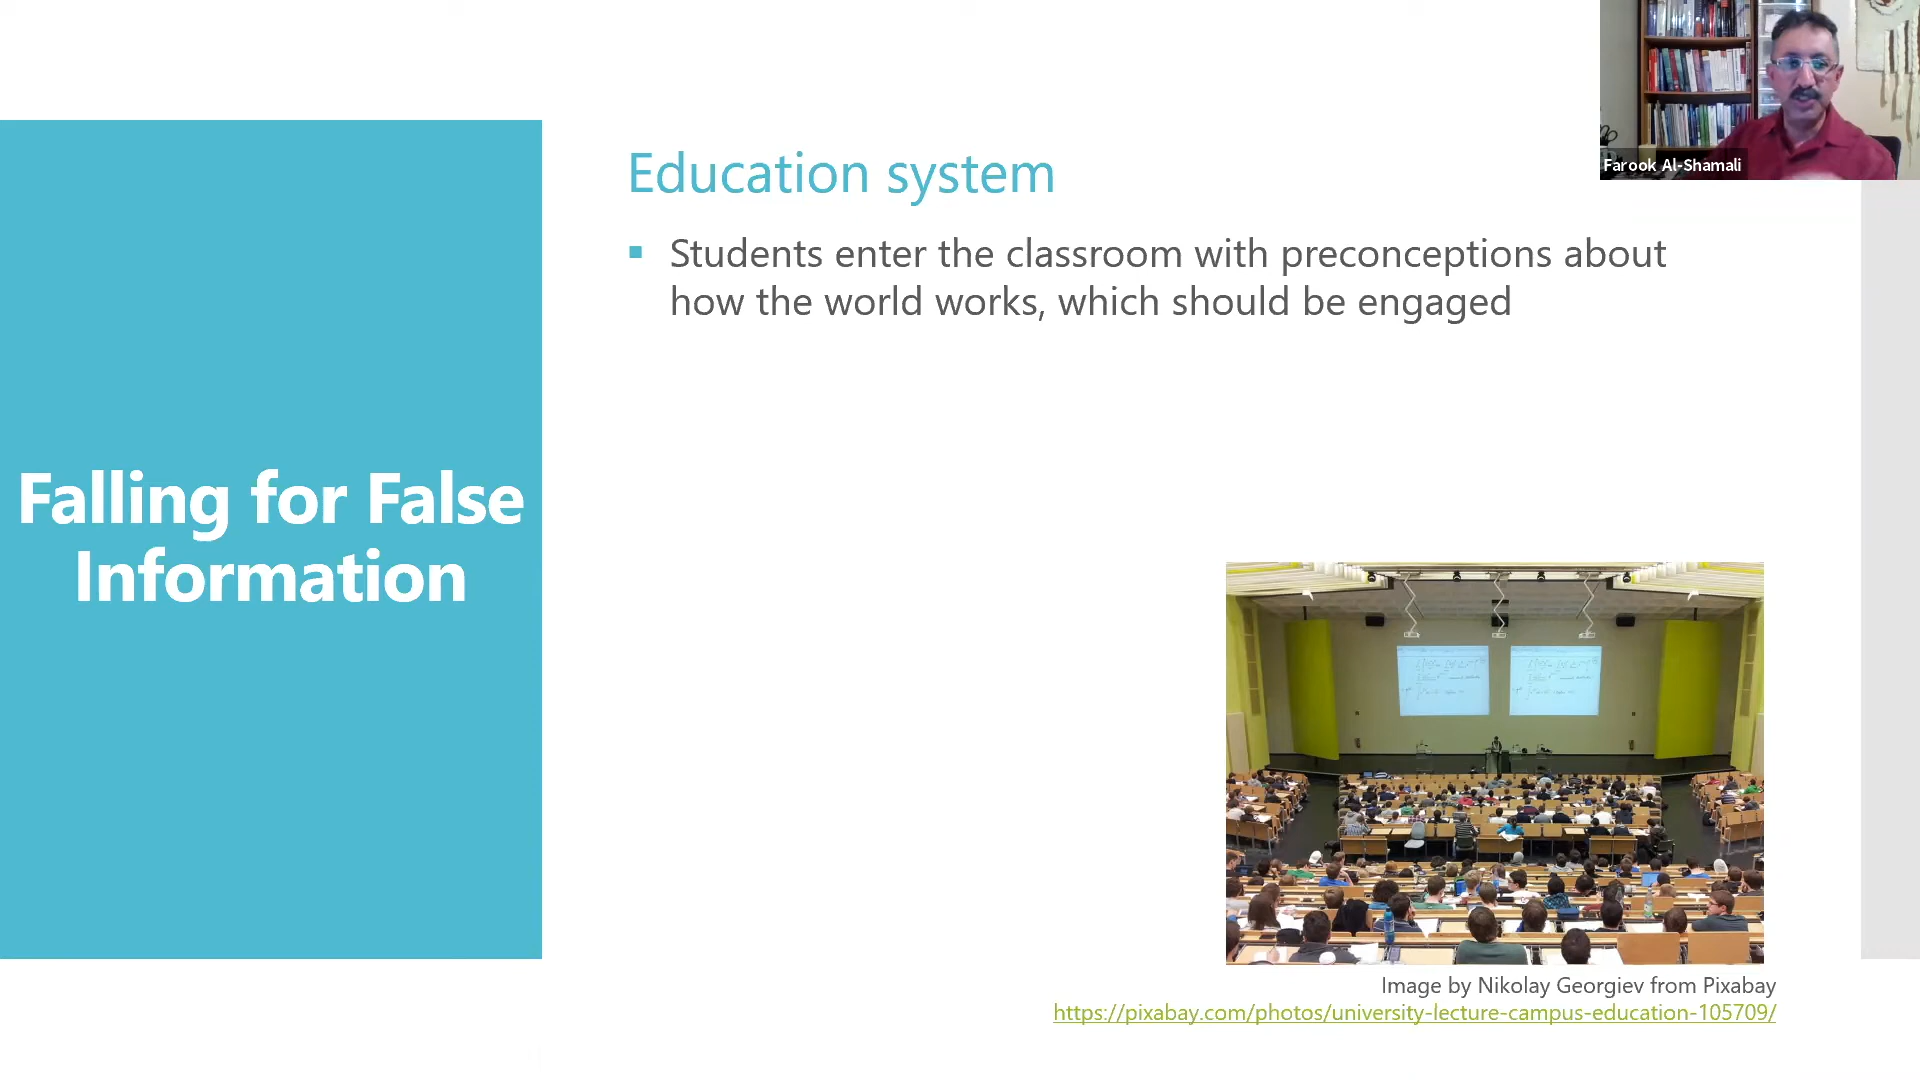 Farook Al-Shamali
Education system
Students enter the classroom with preconceptions about
how the world works, which should be engaged
Falling for False
Information
Image by Nikolay Georgiev from Pixabay
https://pixabay.com/photos/university-lecture-campus-education-105709/